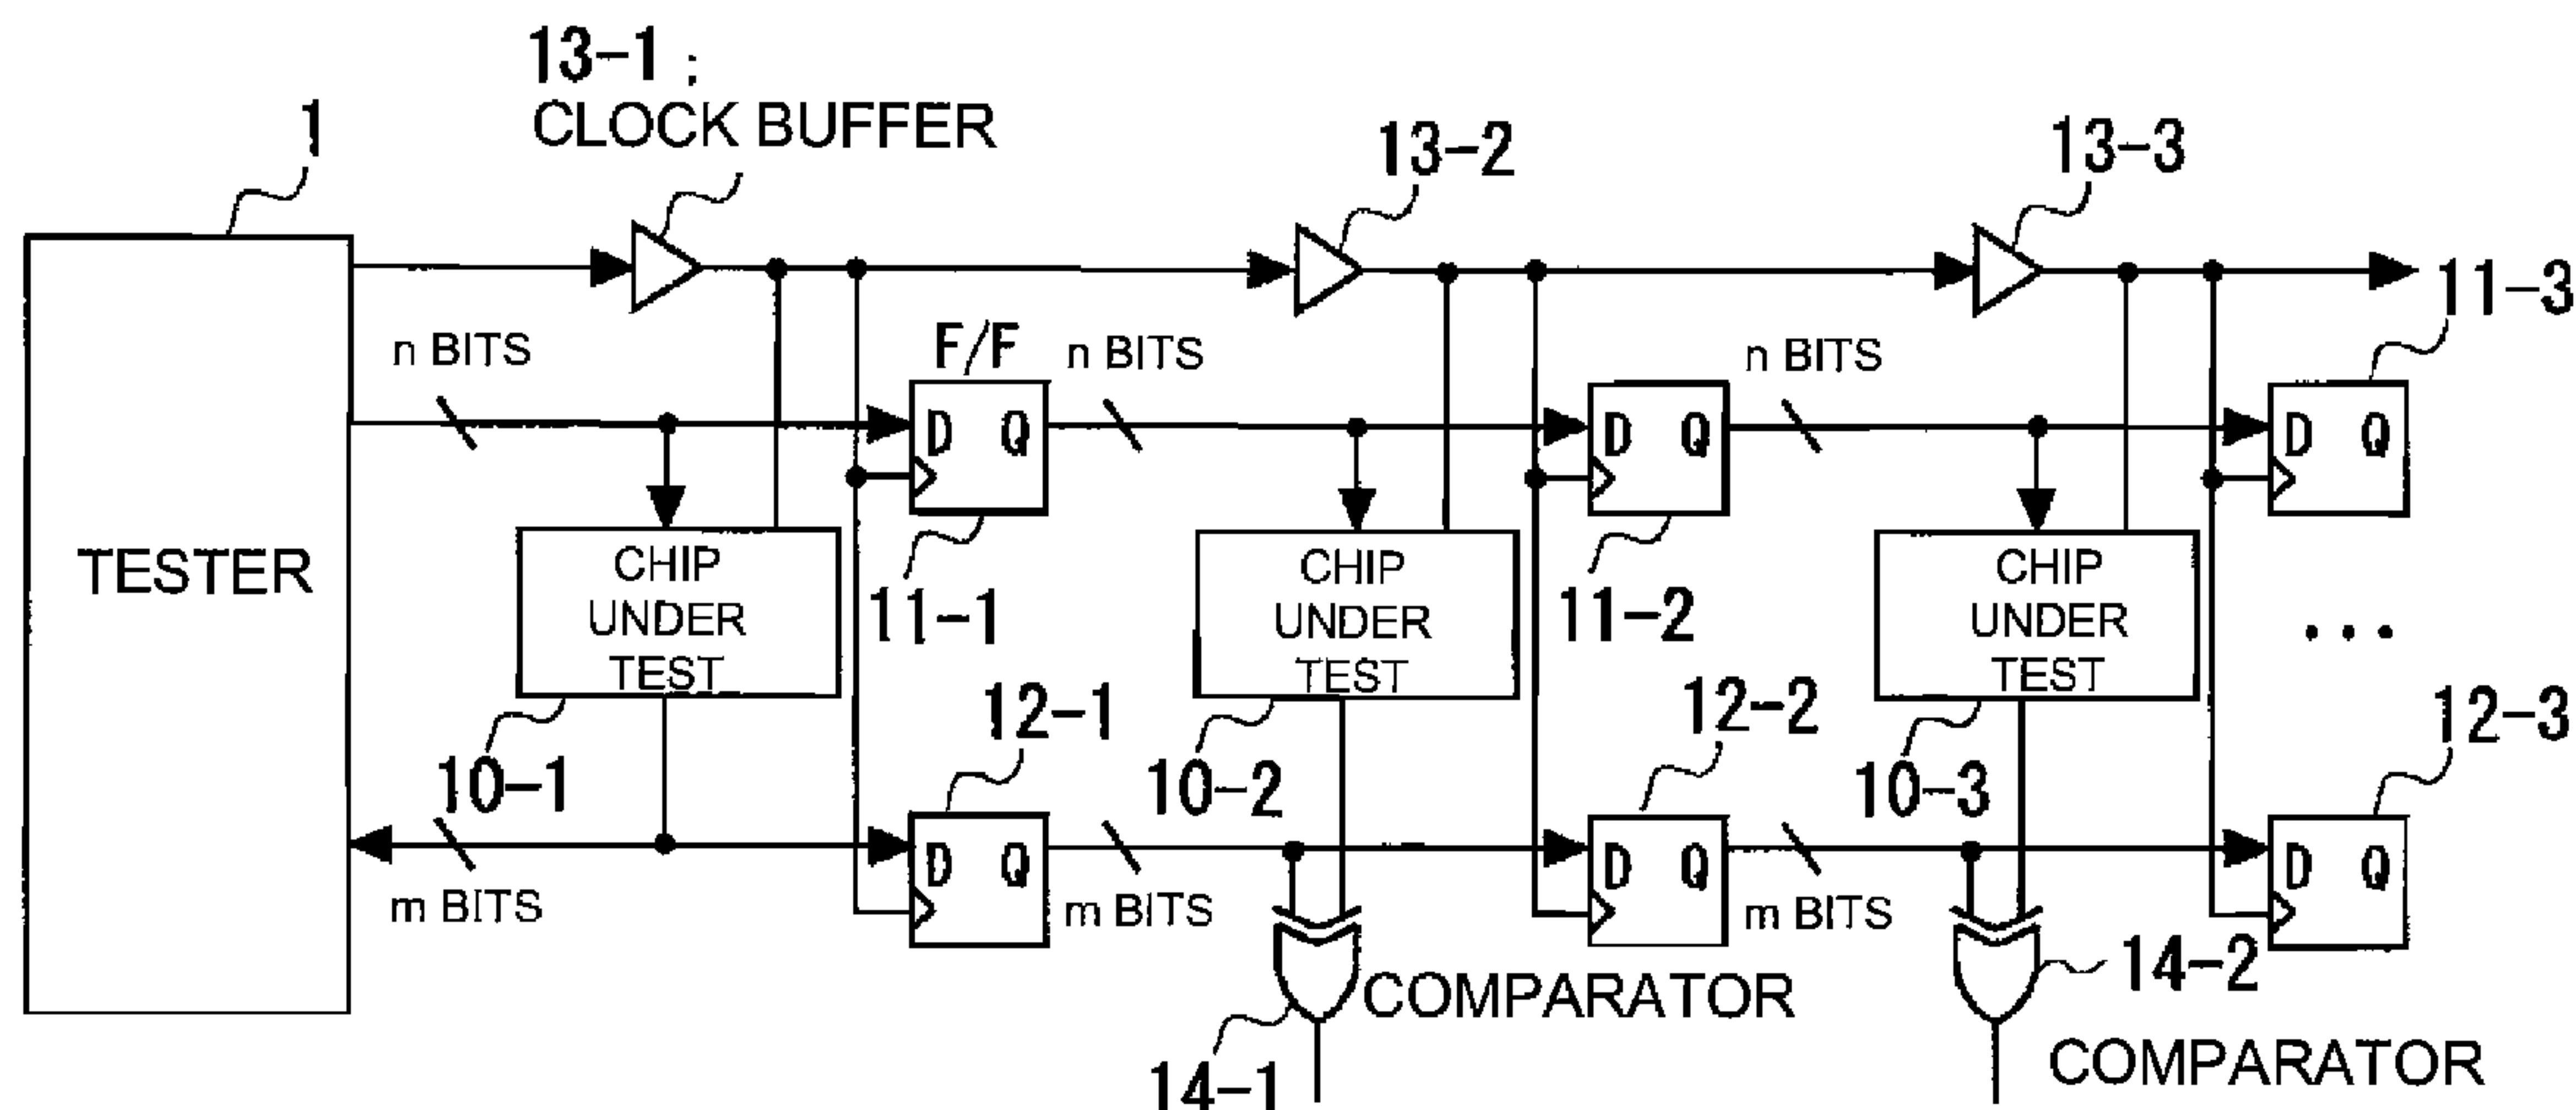 13-1 ;
CLOCK BUFFER
1
13-2
13-3
11-3
n BITS
F/F
n BITS
n BITS
D Q
D Q
D Q
TESTER
CHIP
UNDER
TEST
11-1
CHIP
UNDER
TEST
11-2
CHIP
UNDER
TEST
...
10-1
12-1
10-2
12-2
10-3
12-3
D Q
D Q
D Q
m BITS
m BITS
m BITS
COMPARATOR
14-2
14-1
COMPARATOR